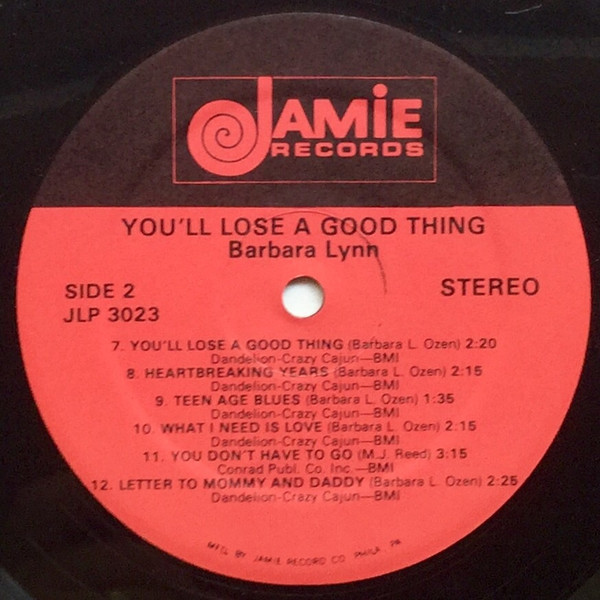 JAMIE
RECORDS
YOU'LL LOSE A GOOD THING
Barbara Lynn
SIDE 2
STEREO
JLP 3023
7. YOU'LL LOSE A GOOD THING (Barbara L. Ozen) 2:20
Dandelion-Crazy Cajun—BMI
8. HEARTBREAKING YEARS (Barbara L. Ozen) 2:15
Dandelion-Crazy Cajun—BMI
9. TEEN AGE BLUES (Barbara L. Ozen) 1:35
Dandelion-Crazy Cajun—BMI
10. WHAT I NEED IS LOVE (Barbara L. Ozen) 2:15
Dandelion-Crazy Cajun—BMI
11. YOU DON'T HAVE TO GO (M.J. Reed) 3:15
Conrad Publ. Co. Inc.—BMI
12. LETTER TO MOMMY AND DADDY (Barbara L. Ozen) 2:25
Dandelion-Crazy Cajun—BMI
MFG. BY JAMIE RECORD CO. PHILA., PA